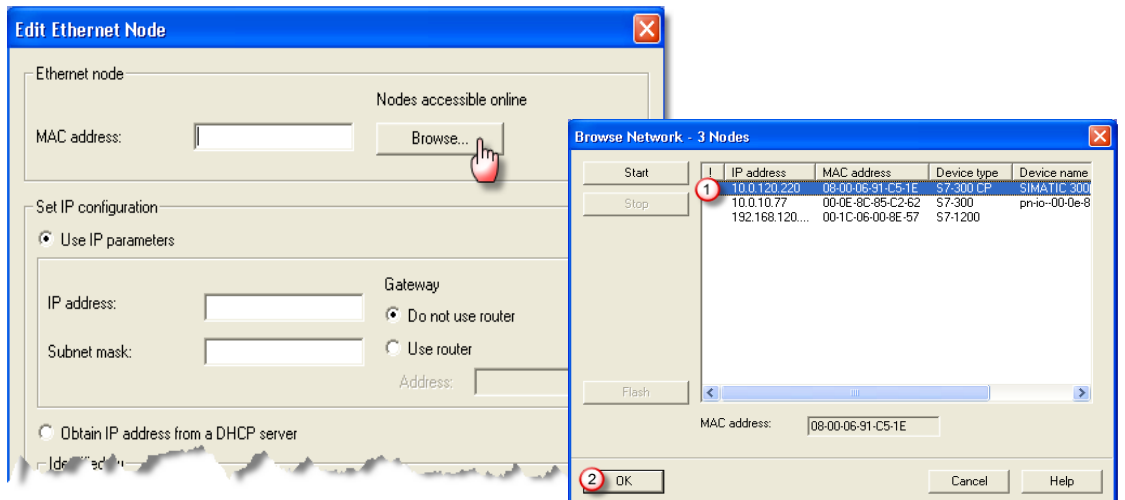 Edit Ethernet Node
Ethernet node
Nodes accessible online
MAC address:
Browse...
Set IP configuration
Use IP parameters
Gateway
IP address:
Do not use router
Subnet mask:
Use router
Address:
Obtain IP address from a DHCP server
Browse Network - 3 Nodes
Start
Stop
Flash
! IP address MAC address Device type Device name
1 10.0.120.220 08-00-06-91-C5-1E S7-300 CP SIMATIC 300
10.0.10.77 00-0E-8C-85-C2-62 S7-300 pn-io--00-0e-8
192.168.120.... 00-1C-06-00-8E-57 S7-1200
MAC address: 08-00-06-91-C5-1E
2 OK
Cancel
Help